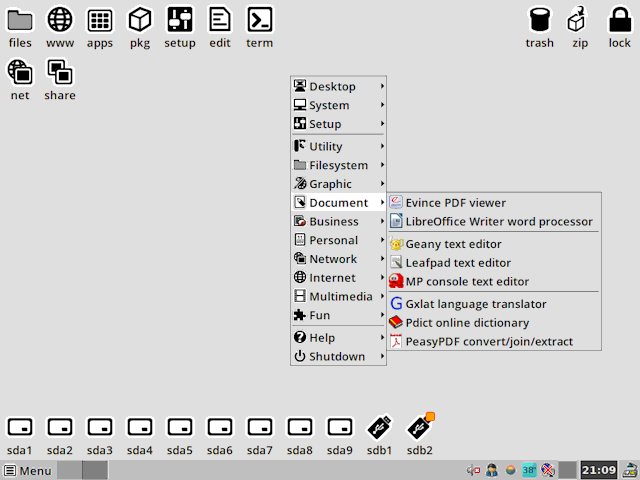 files www apps pkg setup edit term trash zip lock
net share
Desktop
System
Setup
Utility
Filesystem
Graphic
Document
Business
Personal
Network
Internet
Multimedia
Fun
Help
Shutdown
Evince PDF viewer
LibreOffice Writer word processor
Geany text editor
Leafpad text editor
MP console text editor
Gxlat language translator
Pdict online dictionary
PeasyPDF convert/join/extract
sda1 sda2 sda3 sda4 sda5 sda6 sda7 sda8 sda9 sdb1 sdb2
Menu 38° 21:09